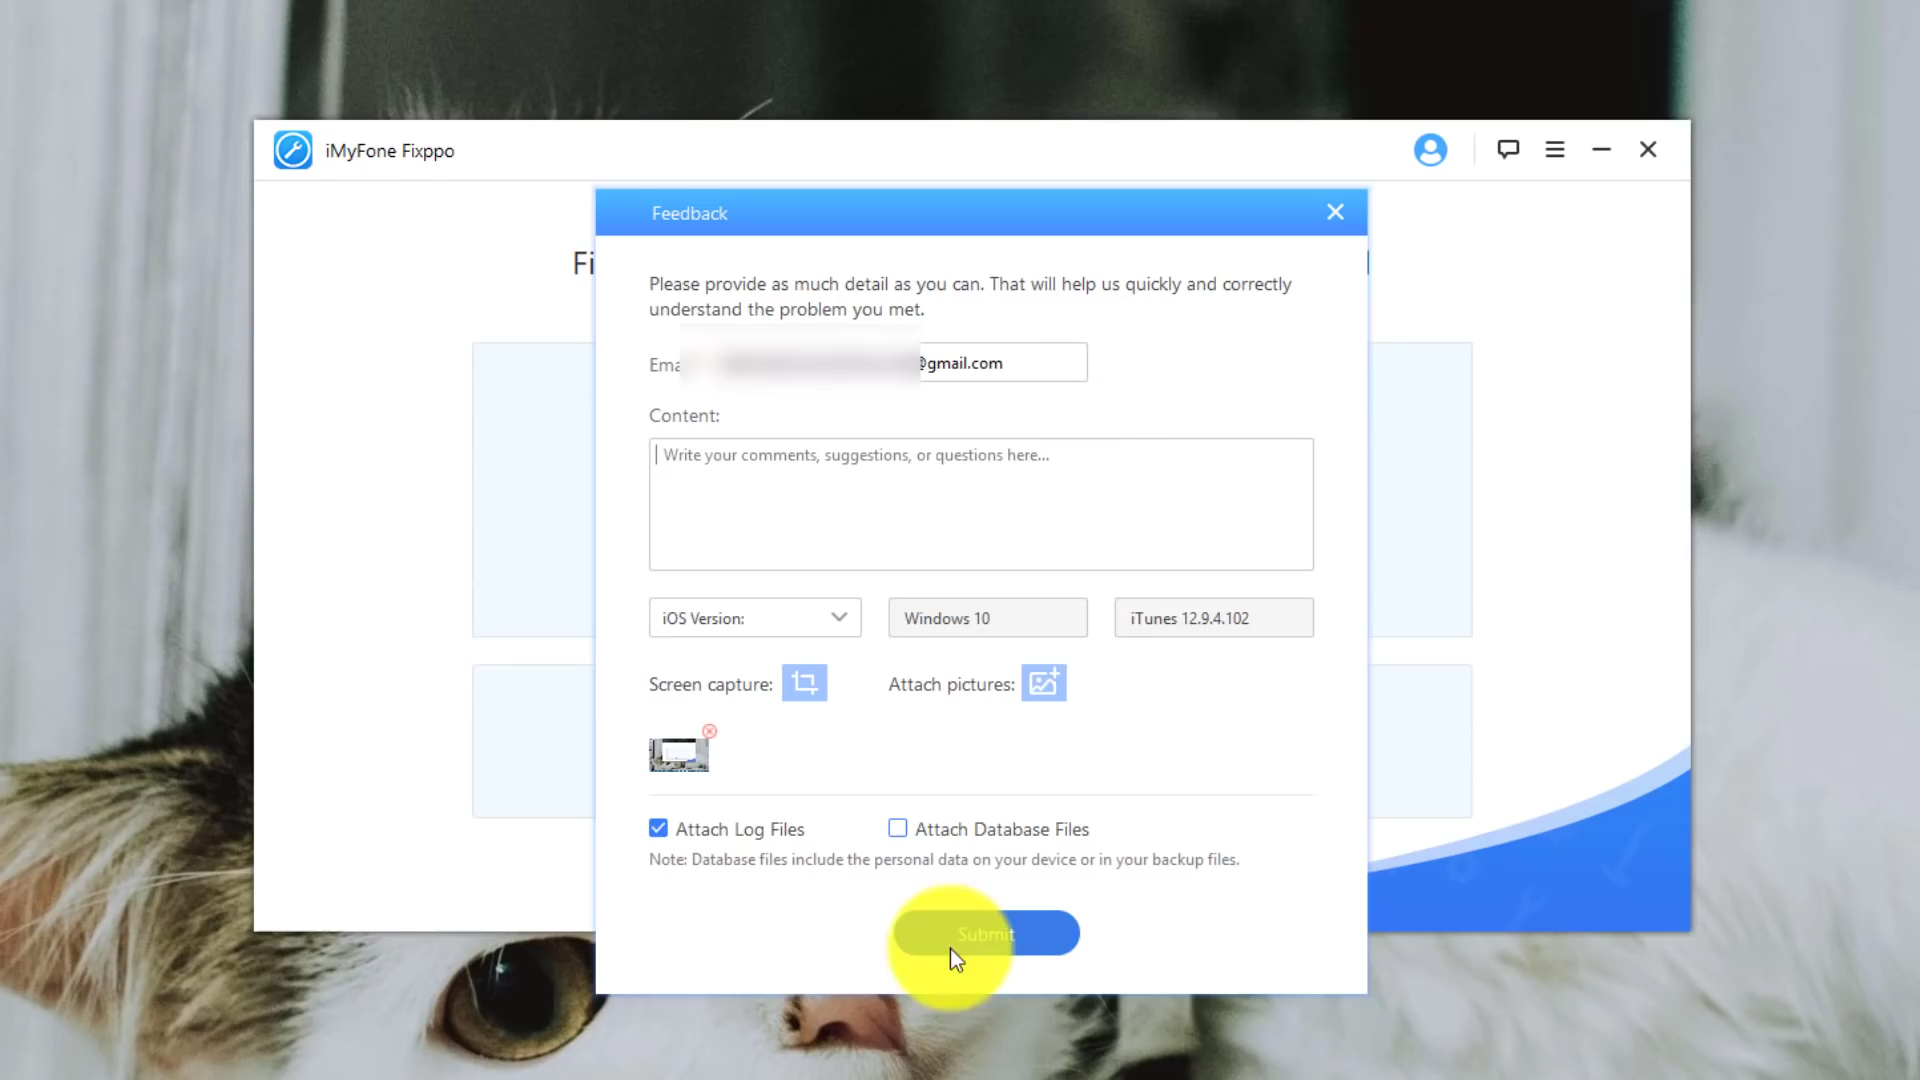 iMyFone Fixppo
Feedback
Fi
Please provide as much detail as you can. That will help us quickly and correctly
understand the problem you met.
Ema @gmail.com
Content:
Write your comments, suggestions, or questions here...
iOS Version: Windows 10 iTunes 12.9.4.102
Screen capture: Attach pictures:
Attach Log Files Attach Database Files
Note: Database files include the personal data on your device or in your backup files.
Submit